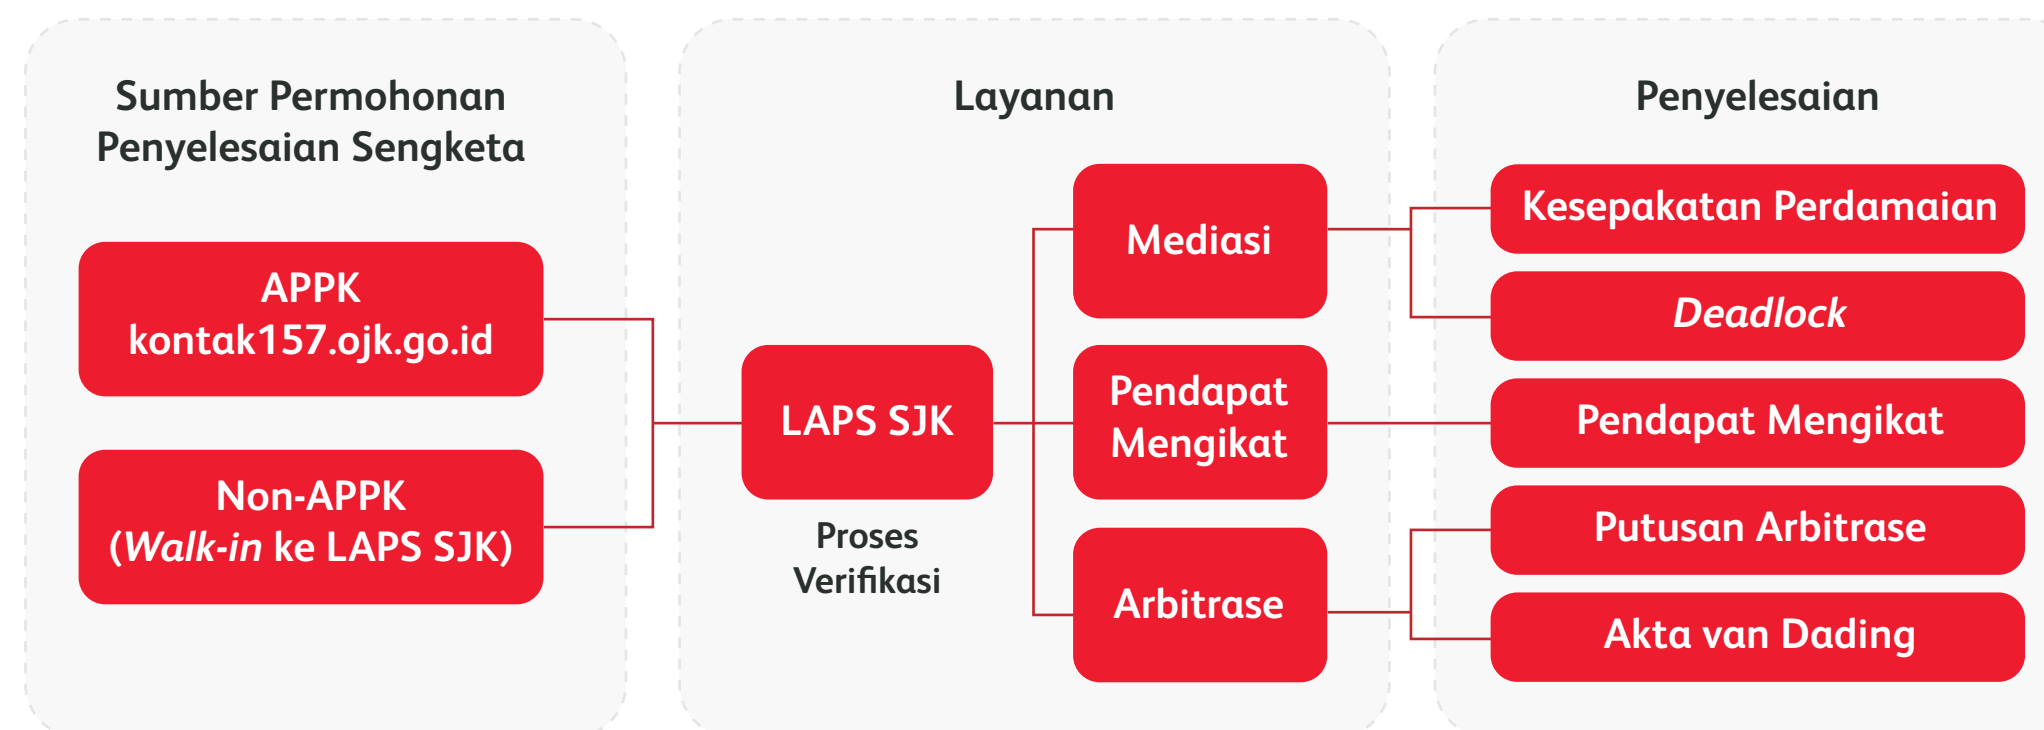 Sumber Permohonan
Penyelesaian Sengketa
APPK
kontak157.ojk.go.id
Non-APPK
(Walk-in ke LAPS SJK)
Layanan
LAPS SJK
Proses
Verifikasi
Mediasi
Pendapat
Mengikat
Arbitrase
Penyelesaian
Kesepakatan Perdamaian
Deadlock
Pendapat Mengikat
Putusan Arbitrase
Akta van Dading